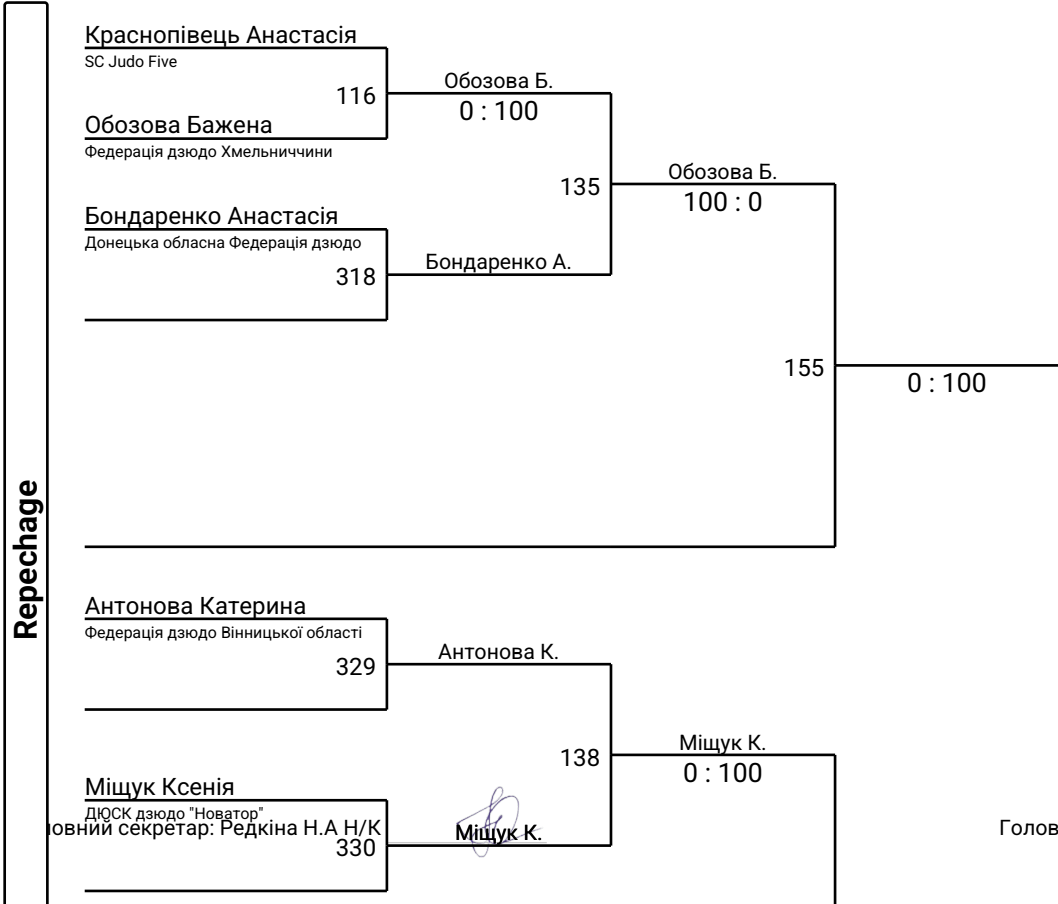 Краснопівець Анастасія
SC Judo Five
116
Обозова Б.
0 : 100
Обозова Бажена
Федерація дзюдо Хмельниччини
135
Обозова Б.
100 : 0
Бондаренко Анастасія
Донецька обласна Федерація дзюдо
318
Бондаренко А.
155
0 : 100
Repechage
Антонова Катерина
Федерація дзюдо Вінницької області
329
Антонова К.
138
Міщук К.
0 : 100
Міщук Ксенія
ДЮСК дзюдо "Новатор"
ловний секретар: Редкіна Н.А Н/К
330
Міщук К.
Голов